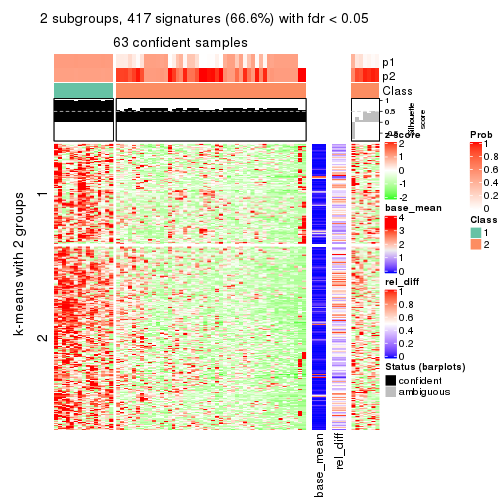 2 subgroups, 417 signatures (66.6%) with fdr < 0.05
63 confident samples
p1
p2
Class
1
0.5
0
-0.5
Silhouette
score
k-means with 2 groups
1
2
base_mean
rel_diff
z-score
2
1
0
-1
-2
base_mean
4
3
2
1
0
rel_diff
1
0.8
0.6
0.4
0.2
0
Status (barplots)
confident
ambiguous
Prob
1
0.8
0.6
0.4
0.2
0
Class
1
2